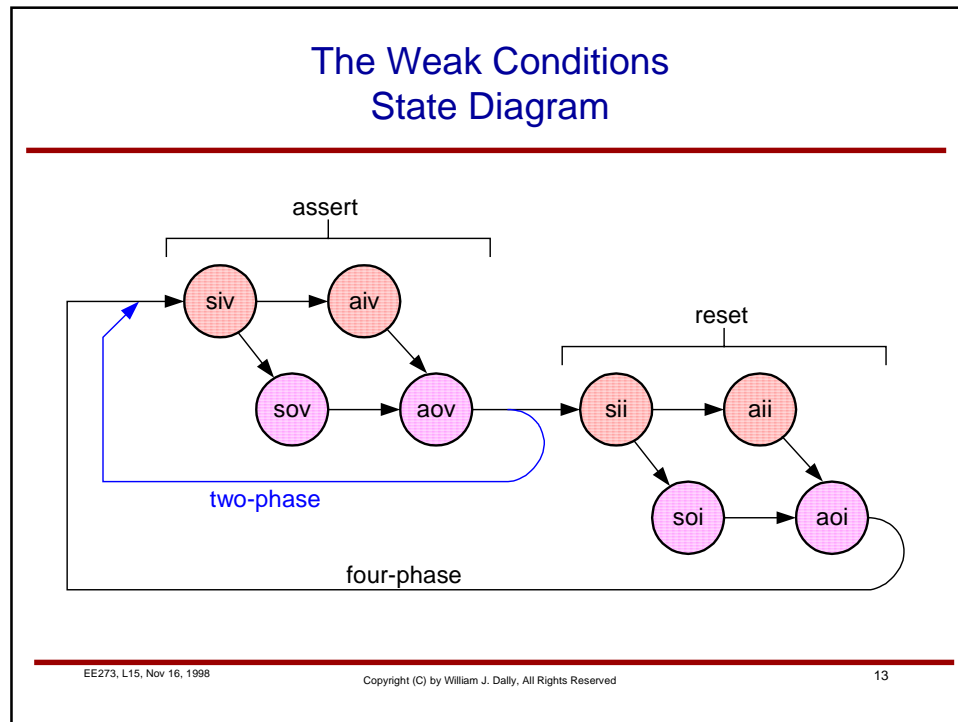 The Weak Conditions
State Diagram
assert
siv
aiv
reset
sov
aov
sii
aii
two-phase
soi
aoi
four-phase
EE273, L15, Nov 16, 1998
Copyright (C) by William J. Dally, All Rights Reserved
13